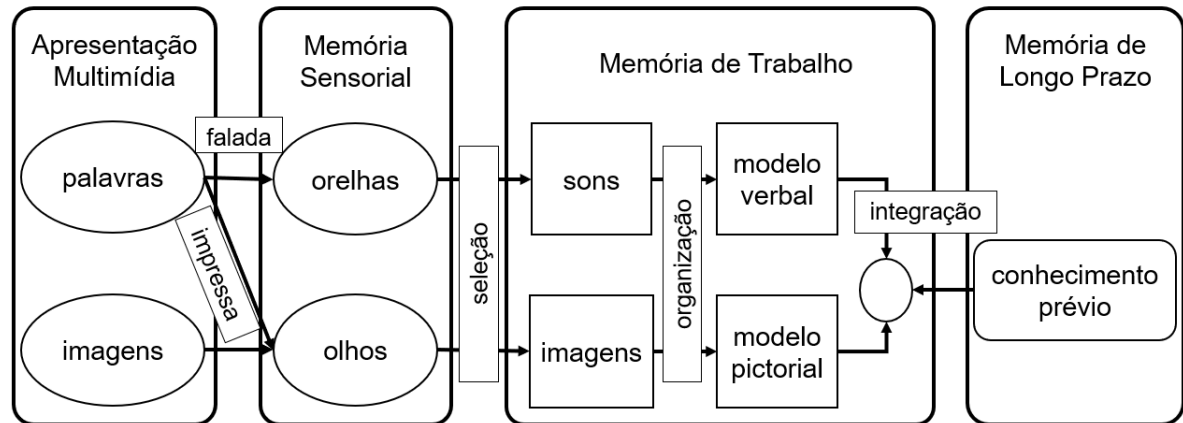 Apresentação
Multimídia
palavras
imagens
falada
impressa
Memória
Sensorial
orelhas
olhos
seleção
Memória de Trabalho
sons
imagens
organização
modelo
verbal
modelo
pictorial
integração
Memória de
Longo Prazo
conhecimento
prévio